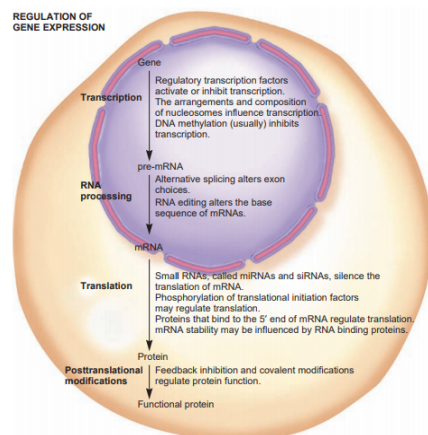 REGULATION OF
GENE EXPRESSION
Gene
Transcription
Regulatory transcription factors
activate or inhibit transcription.
The arrangements and composition
of nucleosomes influence transcription.
DNA methylation (usually) inhibits
transcription.
pre-mRNA
RNA
processing
Alternative splicing alters exon
choices.
RNA editing alters the base
sequence of mRNAs.
mRNA
Translation
Small RNAs, called miRNAs and siRNAs, silence the
translation of mRNA.
Phosphorylation of translational initiation factors
may regulate translation.
Proteins that bind to the 5′ end of mRNA regulate translation.
mRNA stability may be influenced by RNA binding proteins.
Protein
Posttranslational
modifications
Feedback inhibition and covalent modifications
regulate protein function.
Functional protein